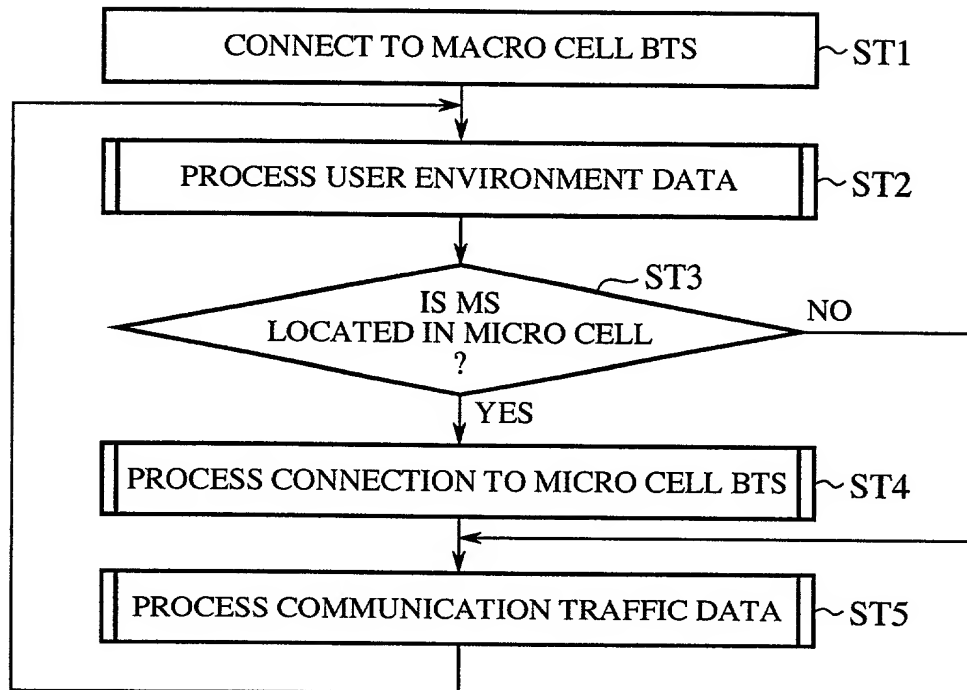 CONNECT TO MACRO CELL BTS
ST1
PROCESS USER ENVIRONMENT DATA
ST2
ST3
IS MS
LOCATED IN MICRO CELL
?
NO
YES
PROCESS CONNECTION TO MICRO CELL BTS
ST4
PROCESS COMMUNICATION TRAFFIC DATA
ST5